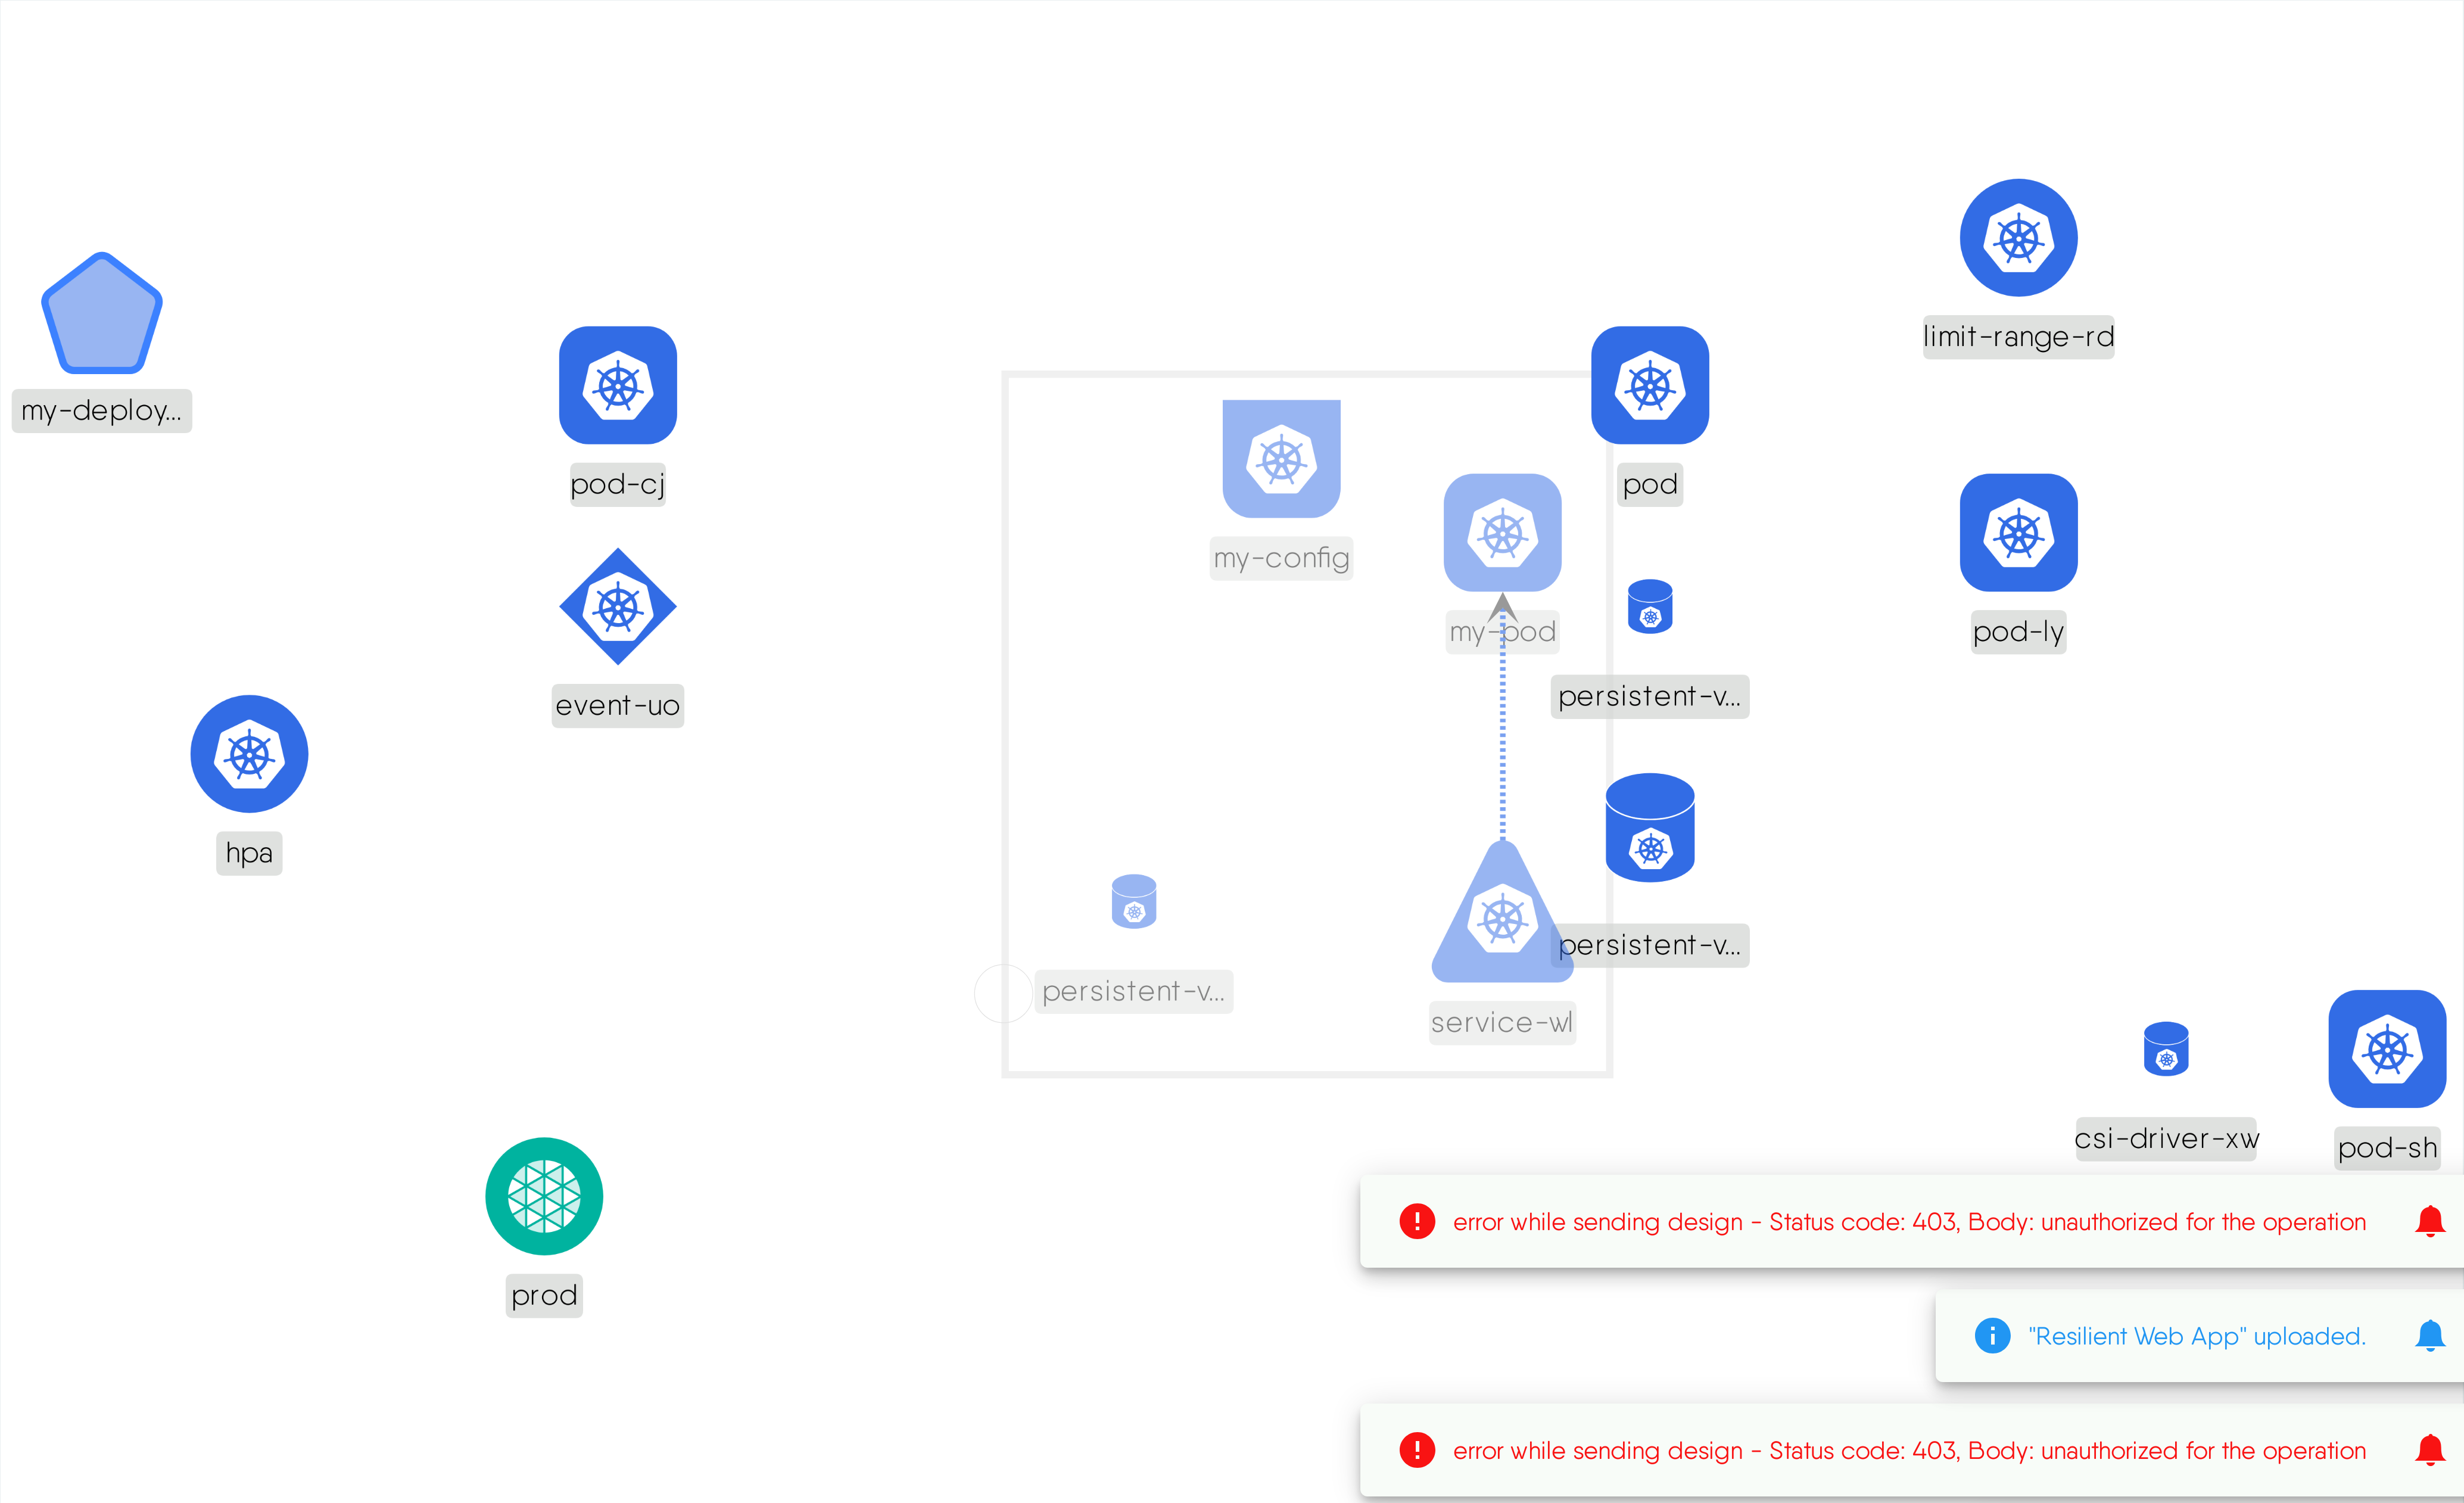 limit-range-rd
my-deploy...
pod-cj
pod
my-config
my-pod
pod-ly
persistent-v...
event-uo
hpa
persistent-v...
persistent-v...
service-wl
csi-driver-xw
pod-sh
error while sending design - Status code: 403, Body: unauthorized for the operation
prod
"Resilient Web App" uploaded.
error while sending design - Status code: 403, Body: unauthorized for the operation